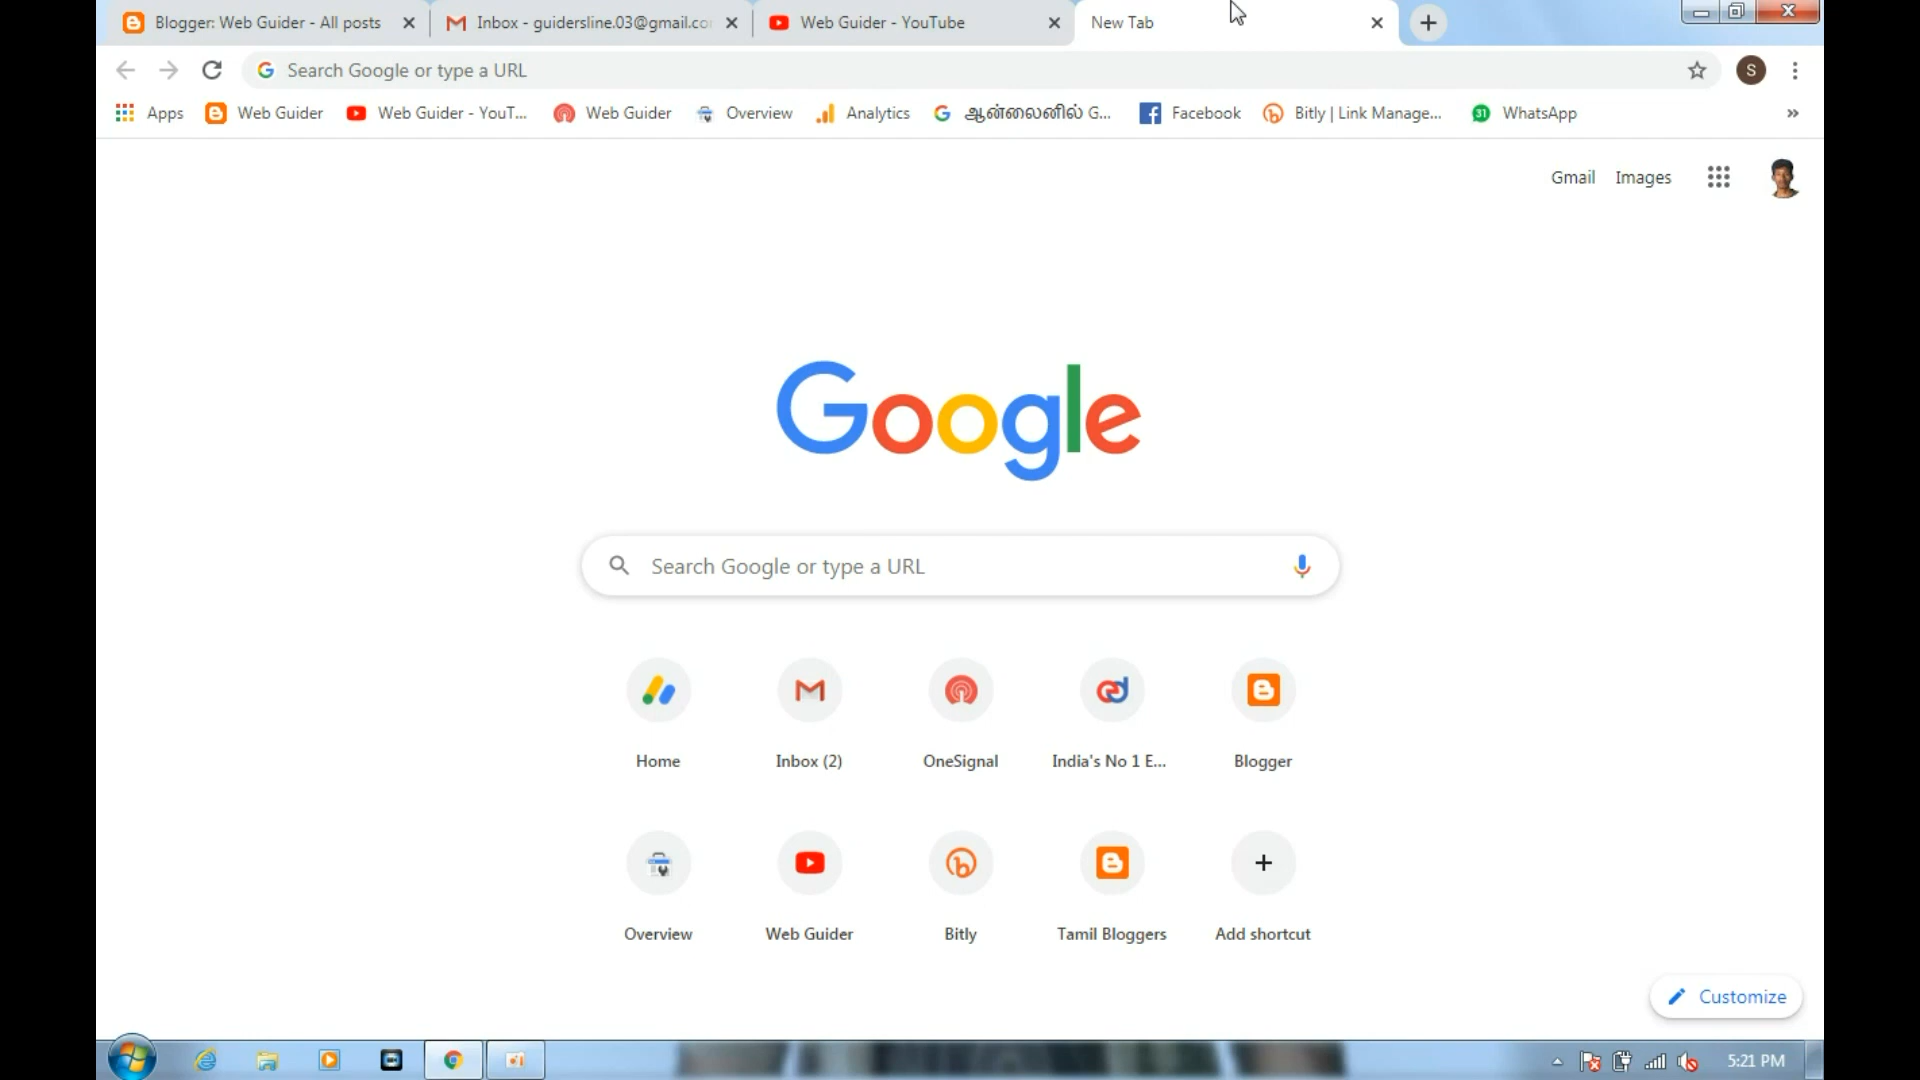 Blogger: Web Guider - All posts
Inbox - guidersline.03@gmail.co
Web Guider - YouTube
New Tab
Search Google or type a URL
S
Apps
Web Guider
Web Guider - YouT...
Web Guider
Overview
Analytics
ஆன்லைனில் G...
Facebook
Bitly | Link Manage...
31
WhatsApp
»
Gmail
Images
Google
Search Google or type a URL
Home
Inbox (2)
OneSignal
India's No 1 E...
Blogger
Overview
Web Guider
Bitly
Tamil Bloggers
Add shortcut
Customize
5:21 PM